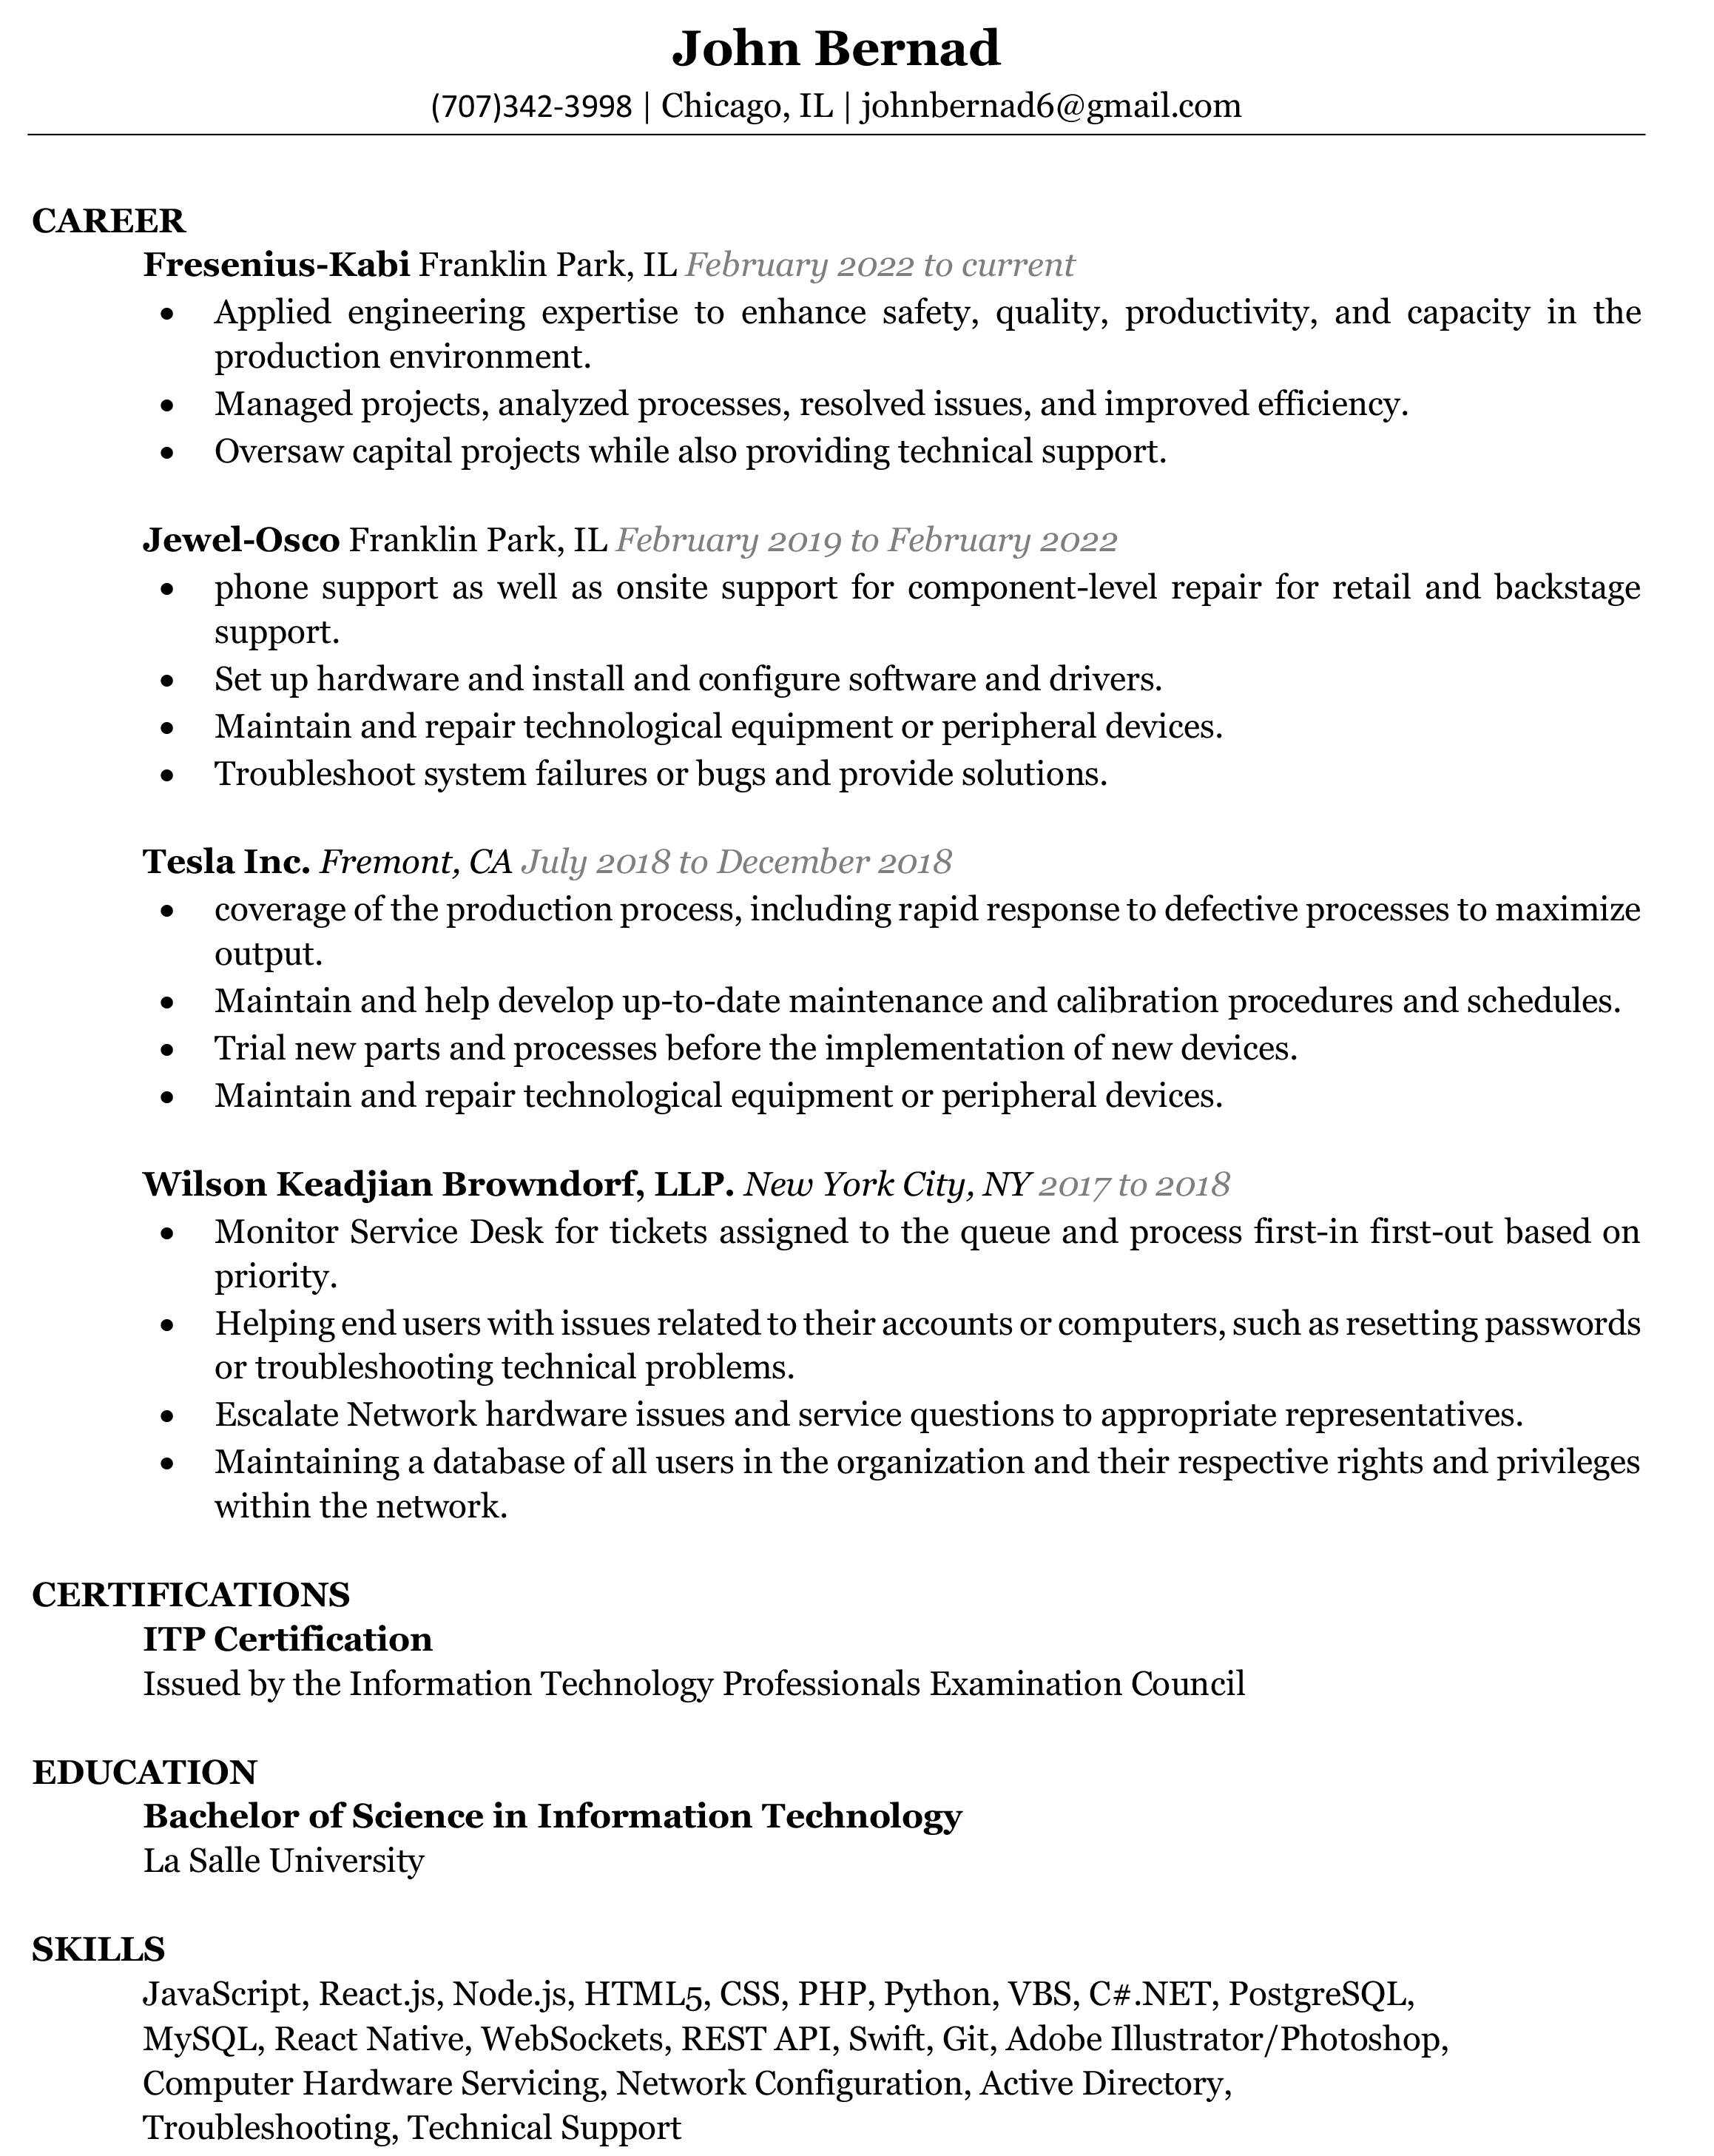 John Bernad
(707)342-3998 | Chicago, IL | johnbernad6@gmail.com
CAREER
Fresenius-Kabi Franklin Park, IL February 2022 to current
• Applied engineering expertise to enhance safety, quality, productivity, and capacity in the
production environment.
• Managed projects, analyzed processes, resolved issues, and improved efficiency.
• Oversaw capital projects while also providing technical support.
Jewel-Osco Franklin Park, IL February 2019 to February 2022
• phone support as well as onsite support for component-level repair for retail and backstage
support.
• Set up hardware and install and configure software and drivers.
• Maintain and repair technological equipment or peripheral devices.
• Troubleshoot system failures or bugs and provide solutions.
Tesla Inc. Fremont, CA July 2018 to December 2018
• coverage of the production process, including rapid response to defective processes to maximize
output.
• Maintain and help develop up-to-date maintenance and calibration procedures and schedules.
• Trial new parts and processes before the implementation of new devices.
• Maintain and repair technological equipment or peripheral devices.
Wilson Keadjian Browndorf, LLP. New York City, NY 2017 to 2018
• Monitor Service Desk for tickets assigned to the queue and process first-in first-out based on
priority.
• Helping end users with issues related to their accounts or computers, such as resetting passwords
or troubleshooting technical problems.
• Escalate Network hardware issues and service questions to appropriate representatives.
• Maintaining a database of all users in the organization and their respective rights and privileges
within the network.
CERTIFICATIONS
ITP Certification
Issued by the Information Technology Professionals Examination Council
EDUCATION
Bachelor of Science in Information Technology
La Salle University
SKILLS
JavaScript, React.js, Node.js, HTML5, CSS, PHP, Python, VBS, C#.NET, PostgreSQL,
MySQL, React Native, WebSockets, REST API, Swift, Git, Adobe Illustrator/Photoshop,
Computer Hardware Servicing, Network Configuration, Active Directory,
Troubleshooting, Technical Support